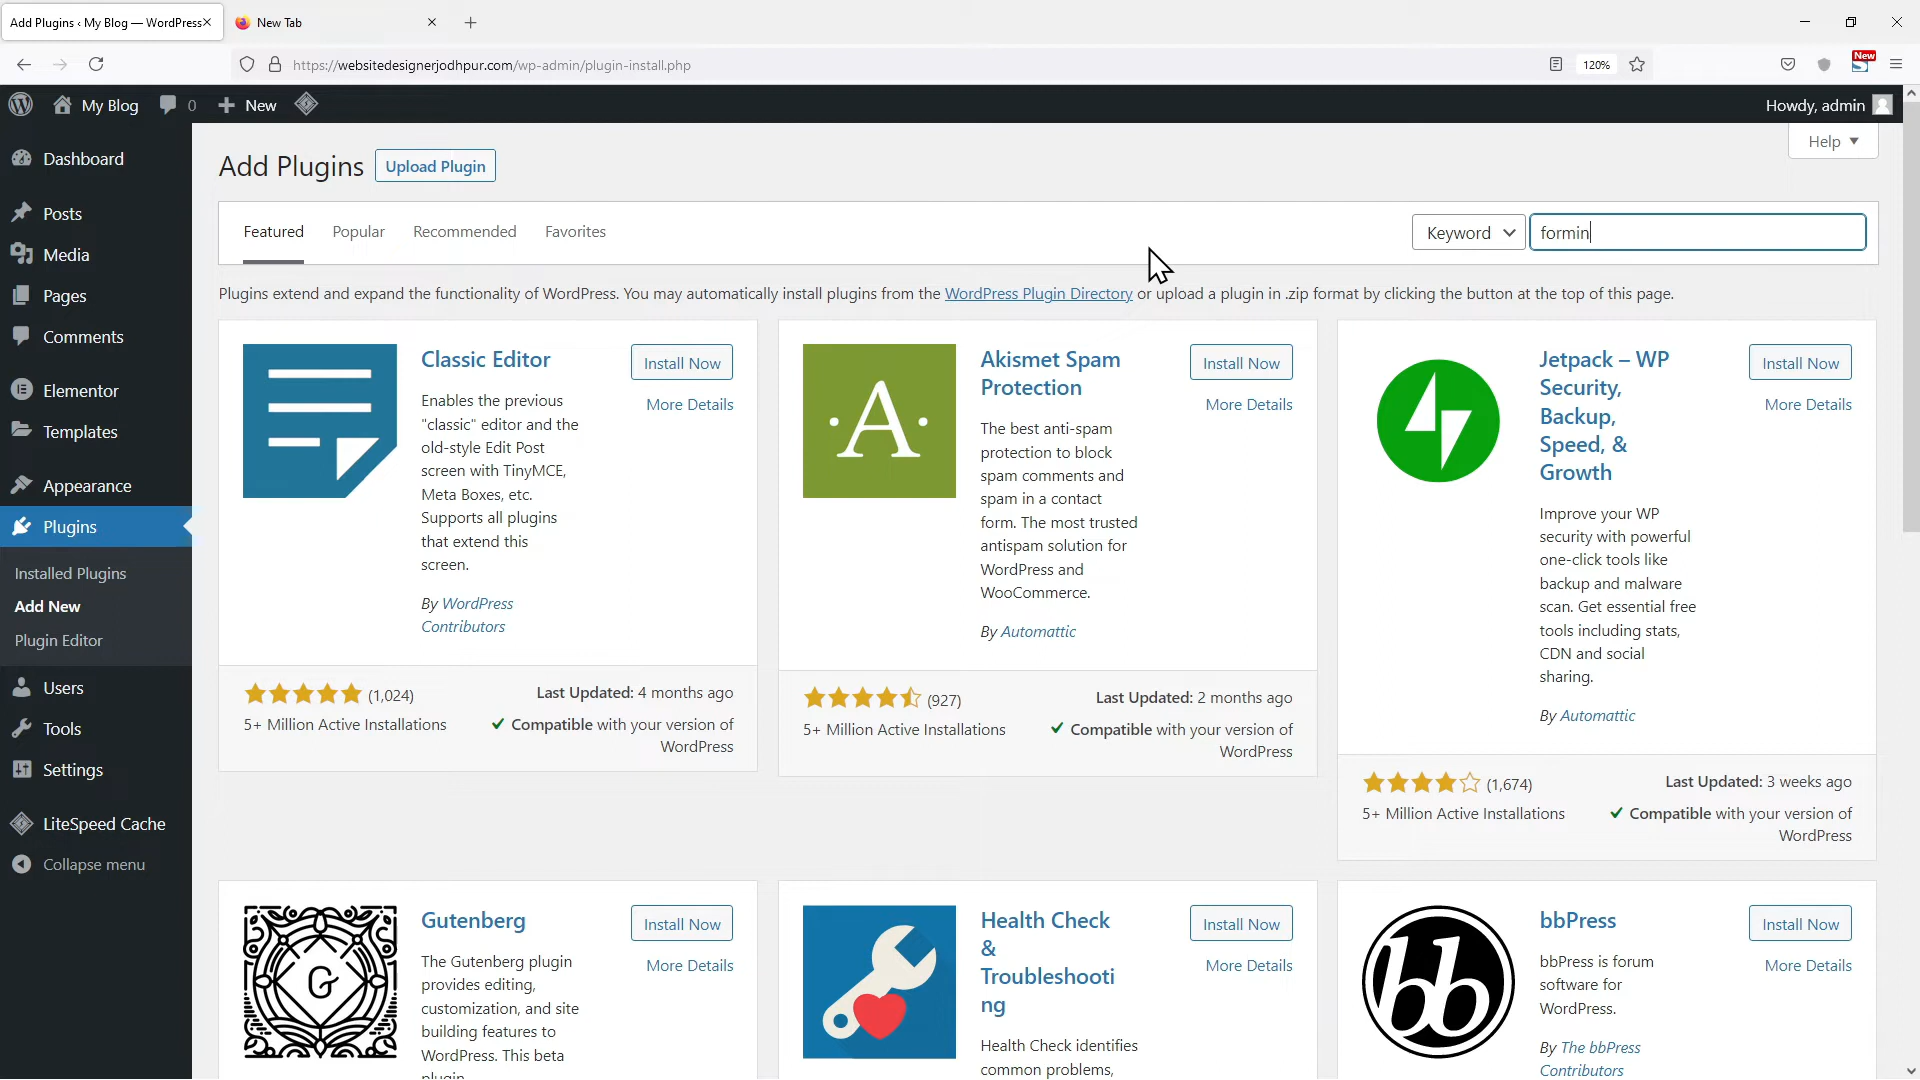 Add Plugins ‹ My Blog — WordPress
New Tab
https://websitedesignerjodhpur.com/wp-admin/plugin-install.php
120%
New
My Blog
0
New
Howdy, admin
Help
Dashboard
Posts
Media
Pages
Comments
Elementor
Templates
Appearance
Plugins
Installed Plugins
Add New
Plugin Editor
Users
Tools
Settings
LiteSpeed Cache
Collapse menu
Add Plugins
Upload Plugin
Featured
Popular
Recommended
Favorites
Keyword
formin
Plugins extend and expand the functionality of WordPress. You may automatically install plugins from the WordPress Plugin Directory or upload a plugin in .zip format by clicking the button at the top of this page.
Classic Editor
Install Now
More Details
Enables the previous
"classic" editor and the
old-style Edit Post
screen with TinyMCE,
Meta Boxes, etc.
Supports all plugins
that extend this
screen.
By WordPress
Contributors
(1,024)
Last Updated: 4 months ago
5+ Million Active Installations
Compatible with your version of
WordPress
A
Akismet Spam
Protection
Install Now
More Details
The best anti-spam
protection to block
spam comments and
spam in a contact
form. The most trusted
antispam solution for
WordPress and
WooCommerce.
By Automattic
(927)
Last Updated: 2 months ago
5+ Million Active Installations
Compatible with your version of
WordPress
Jetpack – WP
Security,
Backup,
Speed, &
Growth
Install Now
More Details
Improve your WP
security with powerful
one-click tools like
backup and malware
scan. Get essential free
tools including stats,
CDN and social
sharing.
By Automattic
(1,674)
Last Updated: 3 weeks ago
5+ Million Active Installations
Compatible with your version of
WordPress
G
Gutenberg
Install Now
More Details
The Gutenberg plugin
provides editing,
customization, and site
building features to
WordPress. This beta
plugin
Health Check
&
Troubleshooti
ng
Install Now
More Details
Health Check identifies
common problems,
bb
bbPress
Install Now
More Details
bbPress is forum
software for
WordPress.
By The bbPress
Contributors